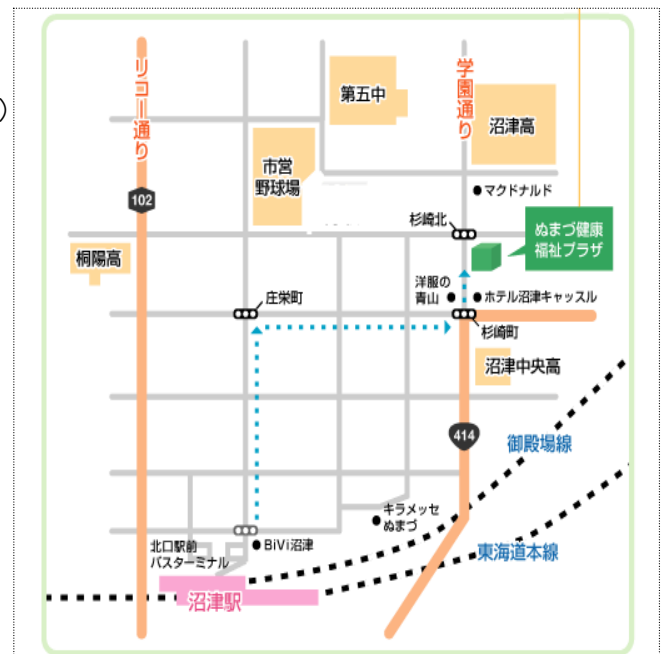 リコー通り
学園通り
第五中
沼津高
市営
野球場
マクドナルド
102
杉崎北
ぬまづ健康
福祉プラザ
桐陽高
洋服の
青山
ホテル沼津キャッスル
庄栄町
杉崎町
沼津中央高
414
御殿場線
キラメッセ
ぬまづ
北口駅前
バスターミナル
BiVi沼津
東海道本線
沼津駅